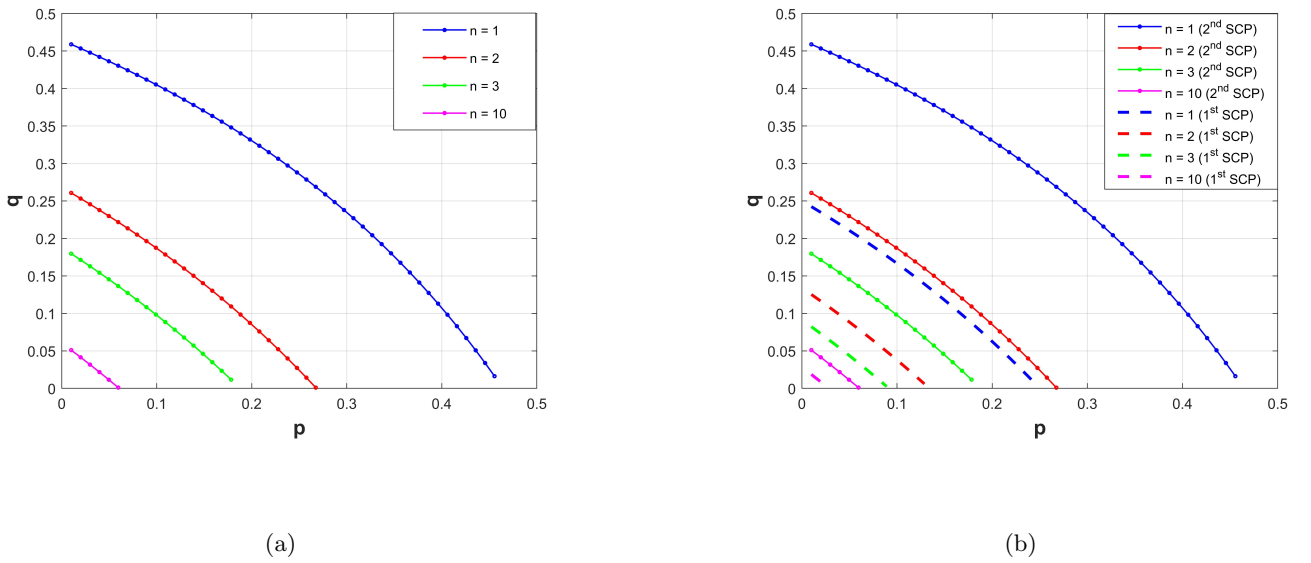 0.5
0.45
0.4
0.35
0.3
0.25
0.2
0.15
0.1
0.05
0
q
0
0.1
0.2
0.3
0.4
0.5
p
n = 1
n = 2
n = 3
n = 10
(a)
0.5
0.45
0.4
0.35
0.3
0.25
0.2
0.15
0.1
0.05
0
q
0
0.1
0.2
0.3
0.4
0.5
p
n = 1 (2nd SCP)
n = 2 (2nd SCP)
n = 3 (2nd SCP)
n = 10 (2nd SCP)
n = 1 (1st SCP)
n = 2 (1st SCP)
n = 3 (1st SCP)
n = 10 (1st SCP)
(b)